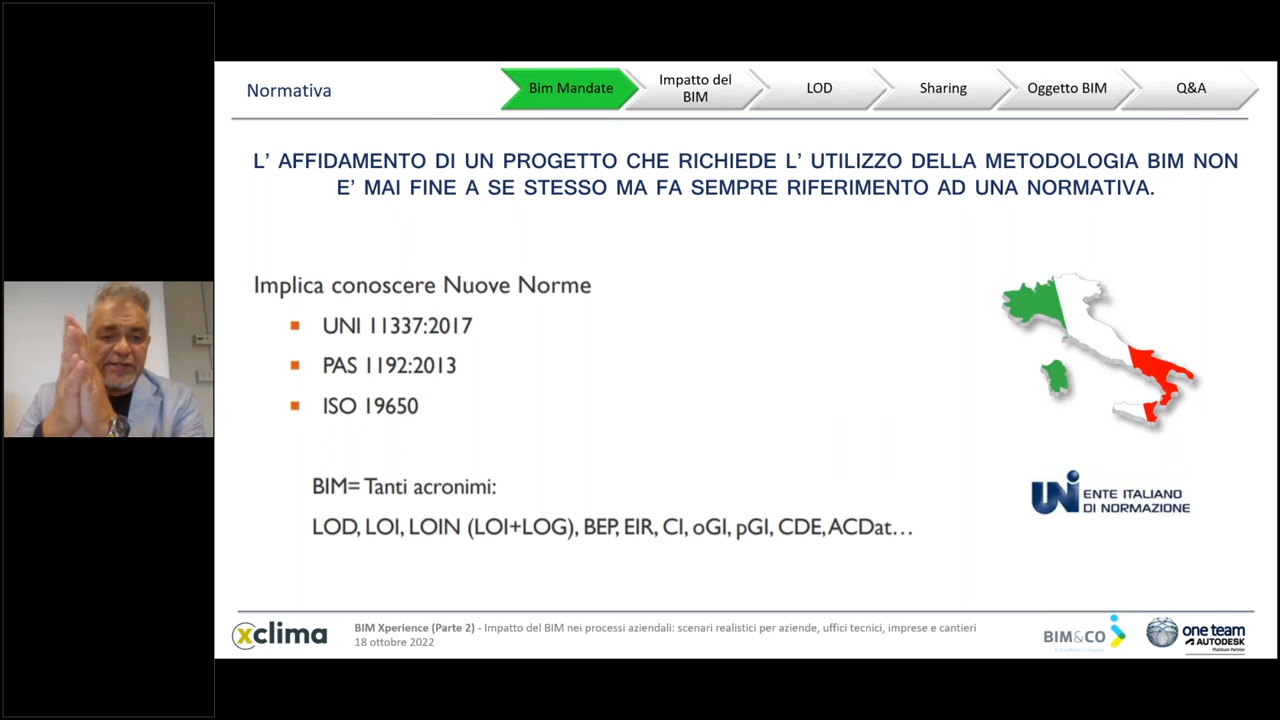 Normativa
Bim Mandate
Impatto del
BIM
LOD
Sharing
Oggetto BIM
Q&A
L' AFFIDAMENTO DI UN PROGETTO CHE RICHIEDE L' UTILIZZO DELLA METODOLOGIA BIM NON
E' MAI FINE A SE STESSO MA FA SEMPRE RIFERIMENTO AD UNA NORMATIVA.
Implica conoscere Nuove Norme
UNI 11337:2017
PAS 1192:2013
ISO 19650
BIM= Tanti acronimi:
LOD, LOI, LOIN (LOI+LOG), BEP, EIR, CI, oGI, pGI, CDE, ACDat…
UNI ENTE ITALIANO
DI NORMAZIONE
xclima
BIM Xperience (Parte 2) - Impatto del BIM nei processi aziendali: scenari realistici per aziende, uffici tecnici, imprese e cantieri
18 ottobre 2022
BIM&CO
one team
AUTODESK
Platinum Partner